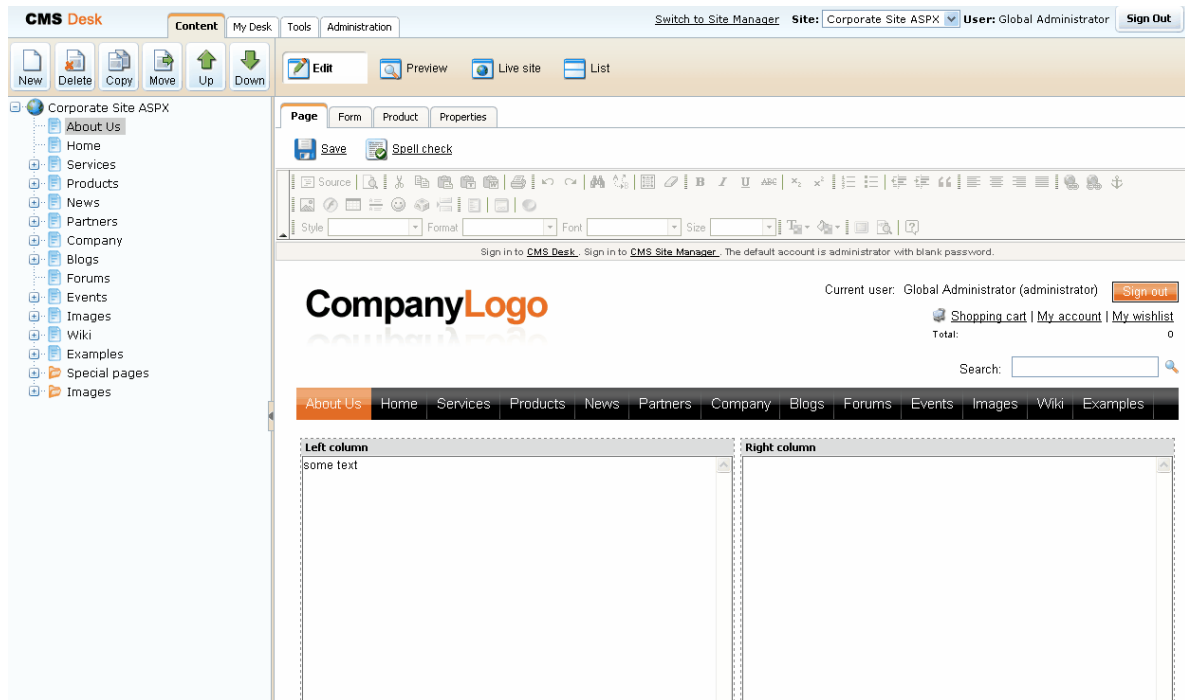 CMS Desk
Content My Desk Tools Administration
Switch to Site Manager Site: Corporate Site ASPX User: Global Administrator Sign Out
New Delete Copy Move Up Down
Edit Preview Live site List
Corporate Site ASPX
About Us
Home
Services
Products
News
Partners
Company
Blogs
Forums
Events
Images
Wiki
Examples
Special pages
Images
Page Form Product Properties
Save Spell check
Source B I U ABC x₂ x²
Style Format Font Size
Sign in to CMS Desk . Sign in to CMS Site Manager . The default account is administrator with blank password.
CompanyLogo
Current user: Global Administrator (administrator) Sign out
Shopping cart | My account | My wishlist
Total: 0
Search:
About Us Home Services Products News Partners Company Blogs Forums Events Images Wiki Examples
Left column Right column
some text